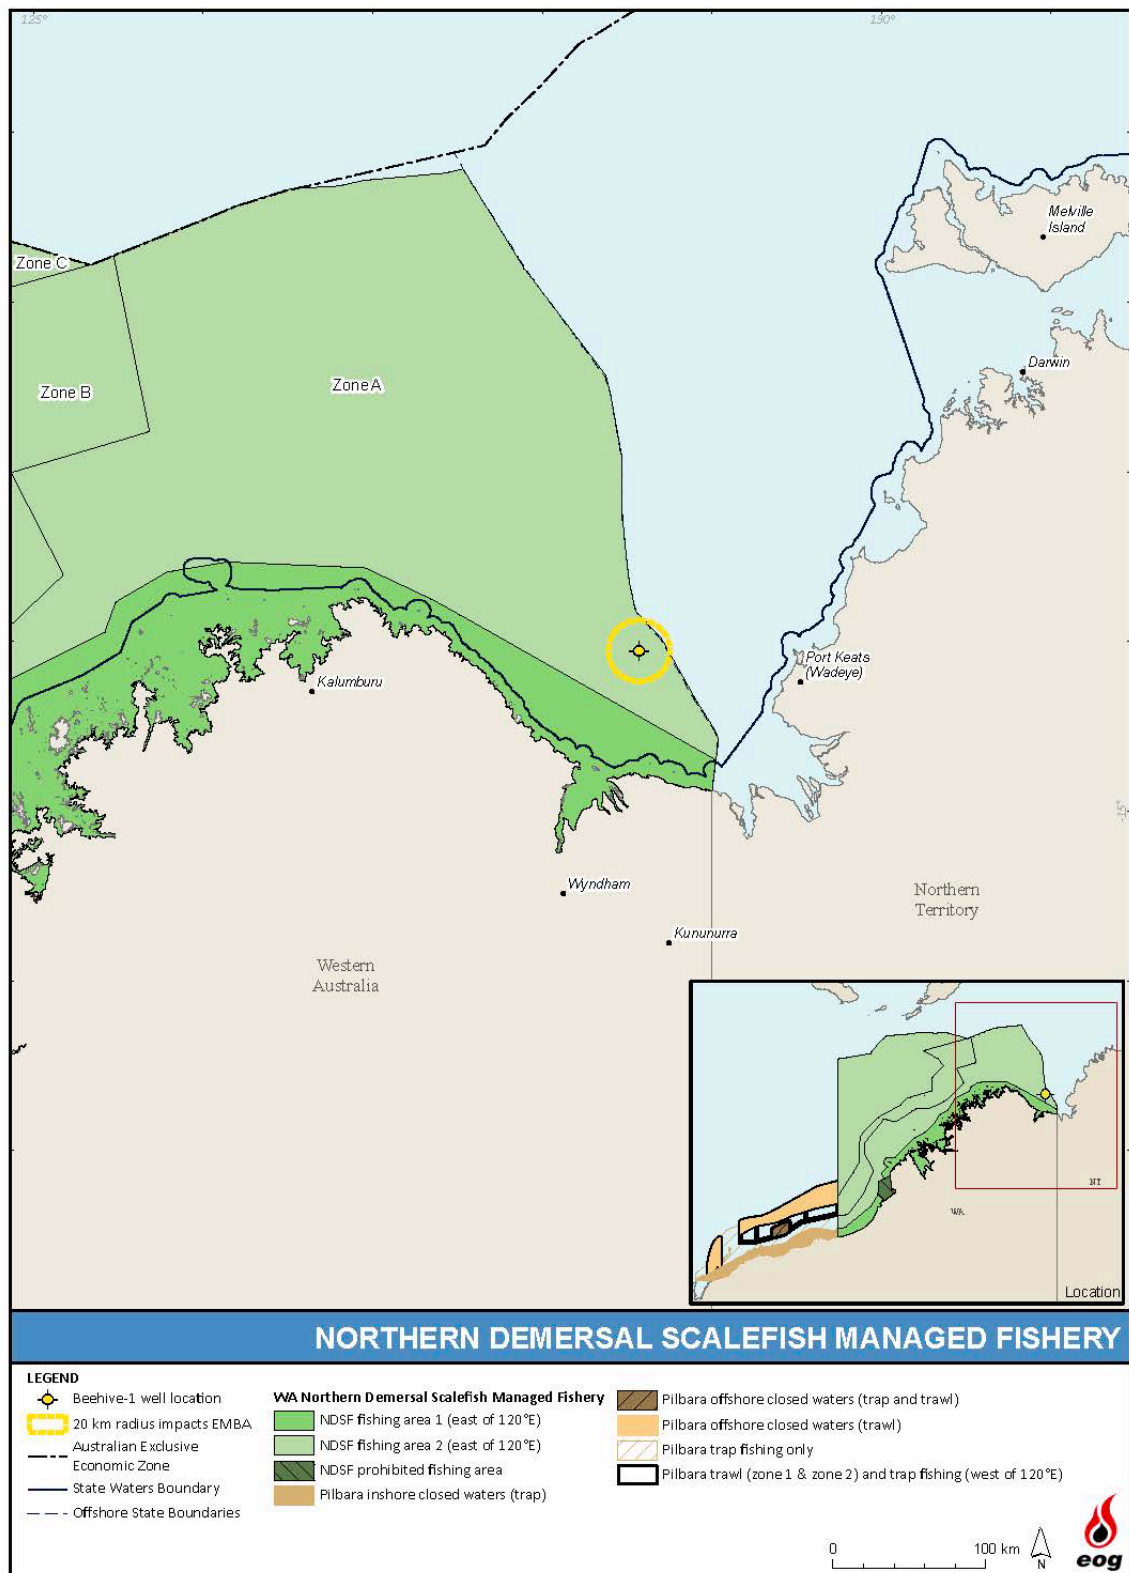 125°
190°
Melville
Island
Zone C
Darwin
Zone B
Zone A
Port Keats
(Wadeye)
Kalumburu
-15°
Wyndham
Northern
Territory
Kununurra
Western
Australia
NT
WA
Location
NORTHERN DEMERSAL SCALEFISH MANAGED FISHERY
LEGEND
Beehive-1 well location
20 km radius impacts EMBA
Australian Exclusive
Economic Zone
State Waters Boundary
Offshore State Boundaries
WA Northern Demersal Scalefish Managed Fishery
NDSF fishing area 1 (east of 120°E)
NDSF fishing area 2 (east of 120°E)
NDSF prohibited fishing area
Pilbara inshore closed waters (trap)
Pilbara offshore closed waters (trap and trawl)
Pilbara offshore closed waters (trawl)
Pilbara trap fishing only
Pilbara trawl (zone 1 & zone 2) and trap fishing (west of 120°E)
0 100 km
N
eog